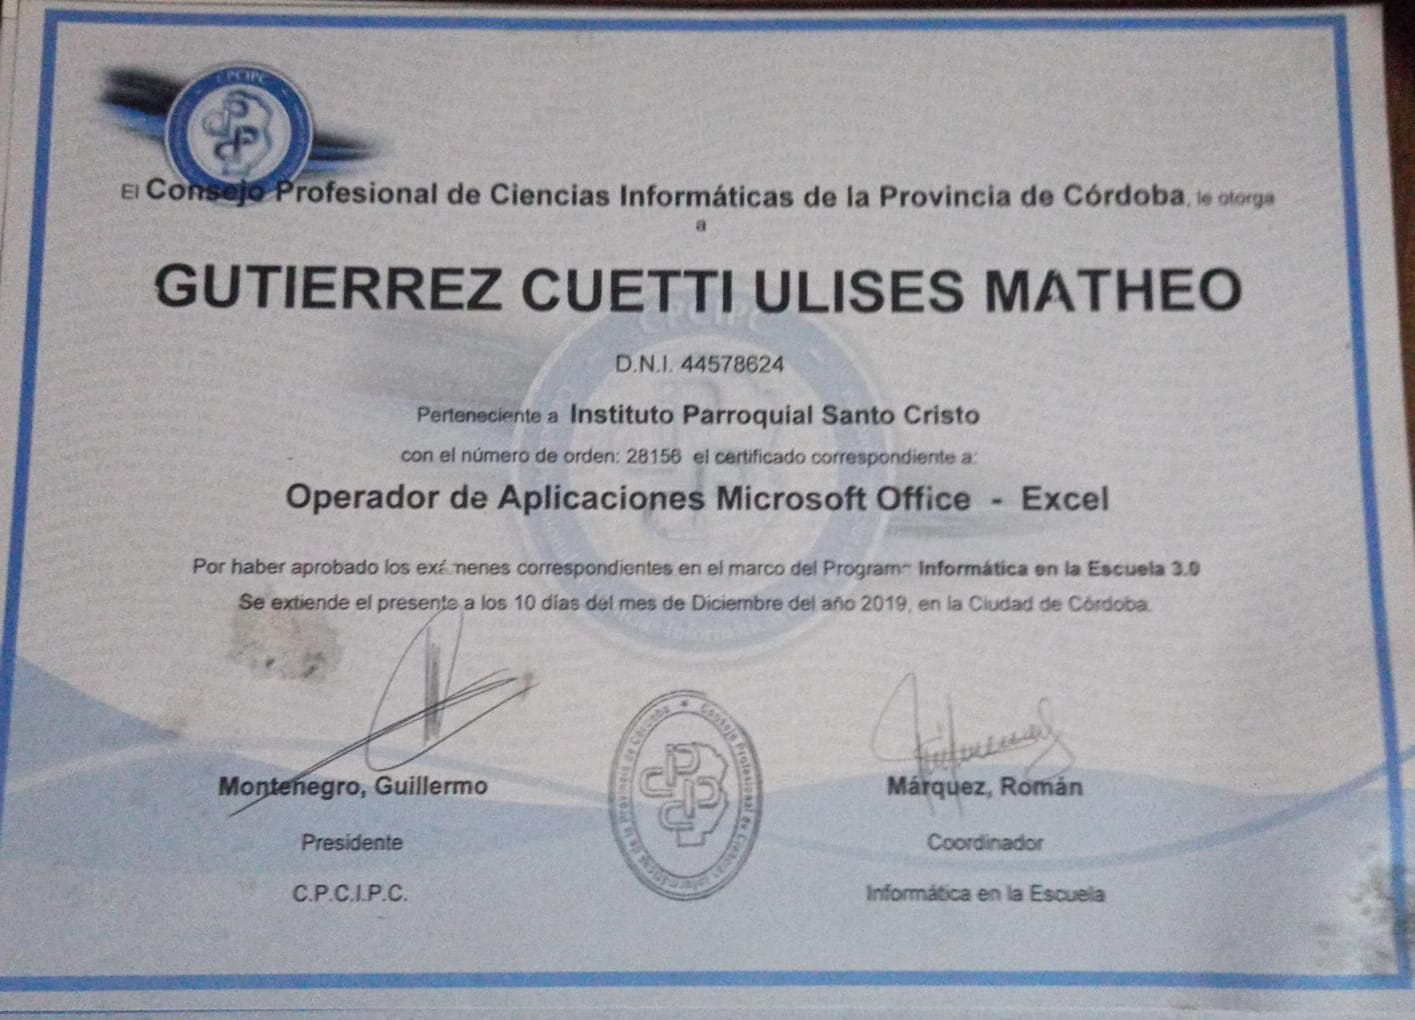 CPCIPC
El Consejo Profesional de Ciencias Informáticas de la Provincia de Córdoba, le otorga
a
GUTIERREZ CUETTI ULISES MATHEO
CPCIPC
D.N.I. 44578624
Perteneciente a Instituto Parroquial Santo Cristo
con el número de orden: 28156 el certificado correspondiente a:
Operador de Aplicaciones Microsoft Office - Excel
Por haber aprobado los exámenes correspondientes en el marco del Programa Informática en la Escuela 3.0
Se extiende el presente a los 10 días del mes de Diciembre del año 2019, en la Ciudad de Córdoba.
Consejo Profesional de Ciencias Informáticas de la Provincia de Córdoba
Montenegro, Guillermo
Márquez, Román
Presidente
Coordinador
C.P.C.I.P.C.
Informática en la Escuela